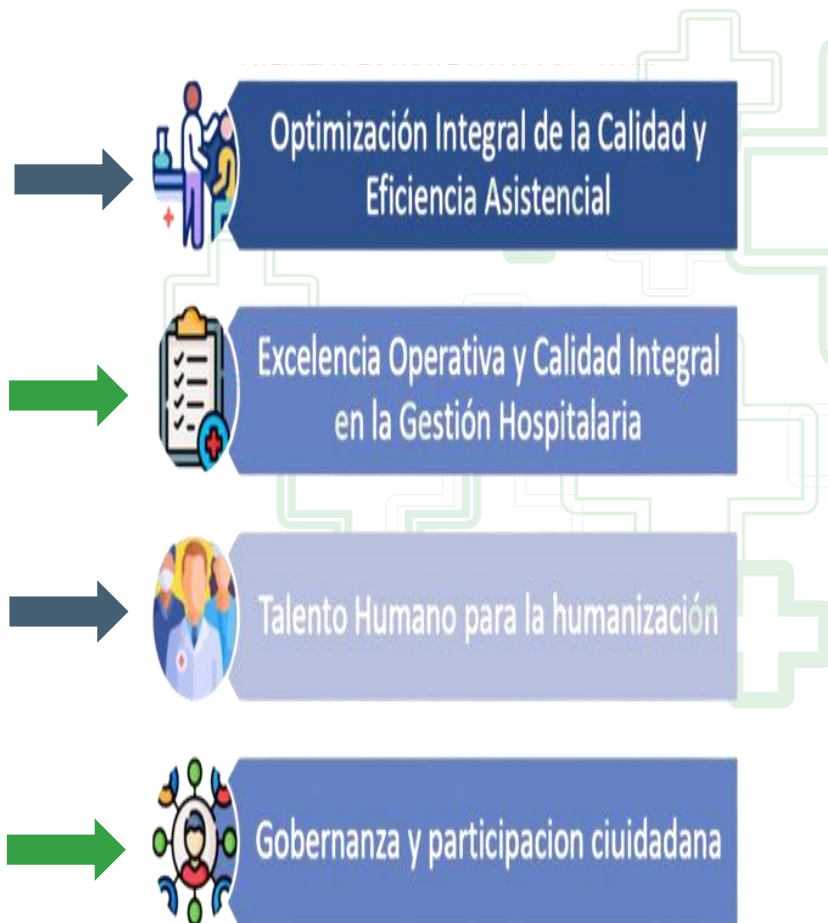 Optimización Integral de la Calidad y
Eficiencia Asistencial
Excelencia Operativa y Calidad Integral
en la Gestión Hospitalaria
Talento Humano para la humanización
Gobernanza y participacion ciuidadana